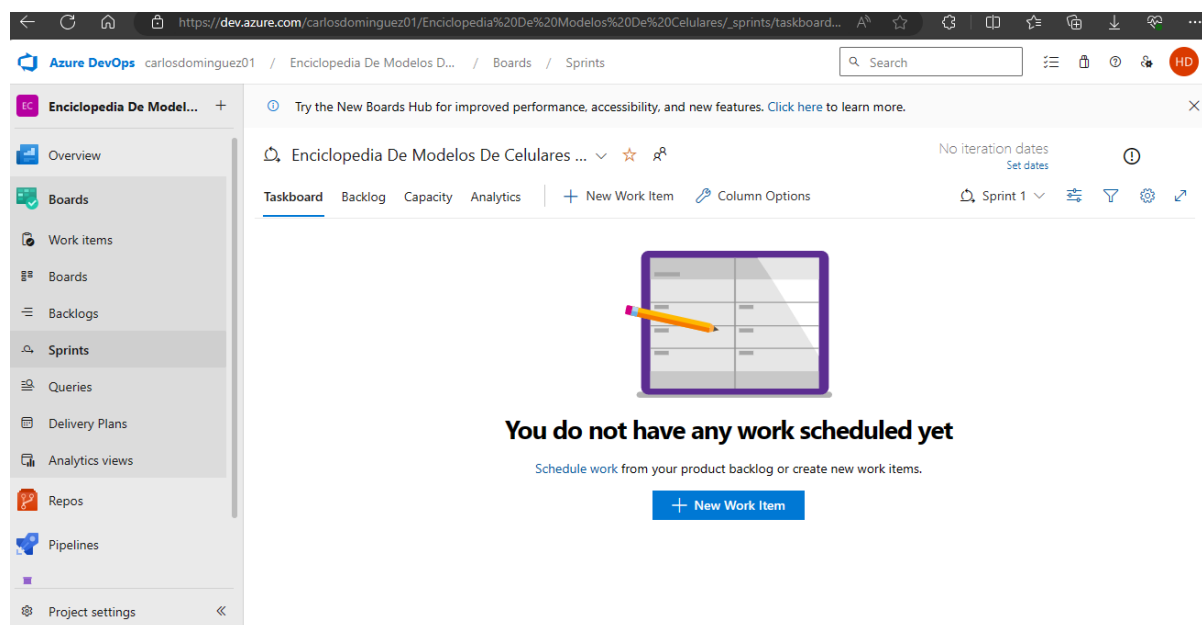 https://dev.azure.com/carlosdominguez01/Enciclopedia%20De%20Modelos%20De%20Celulares/_sprints/taskboard...
Azure DevOps carlosdominguez01 / Enciclopedia De Modelos D... / Boards / Sprints
Search
HD
EC Enciclopedia De Model... +
Try the New Boards Hub for improved performance, accessibility, and new features. Click here to learn more.
Overview
Boards
Work items
Boards
Backlogs
Sprints
Queries
Delivery Plans
Analytics views
Repos
Pipelines
Project settings
Enciclopedia De Modelos De Celulares ...
No iteration dates
Set dates
Taskboard Backlog Capacity Analytics + New Work Item Column Options
Sprint 1
You do not have any work scheduled yet
Schedule work from your product backlog or create new work items.
+ New Work Item